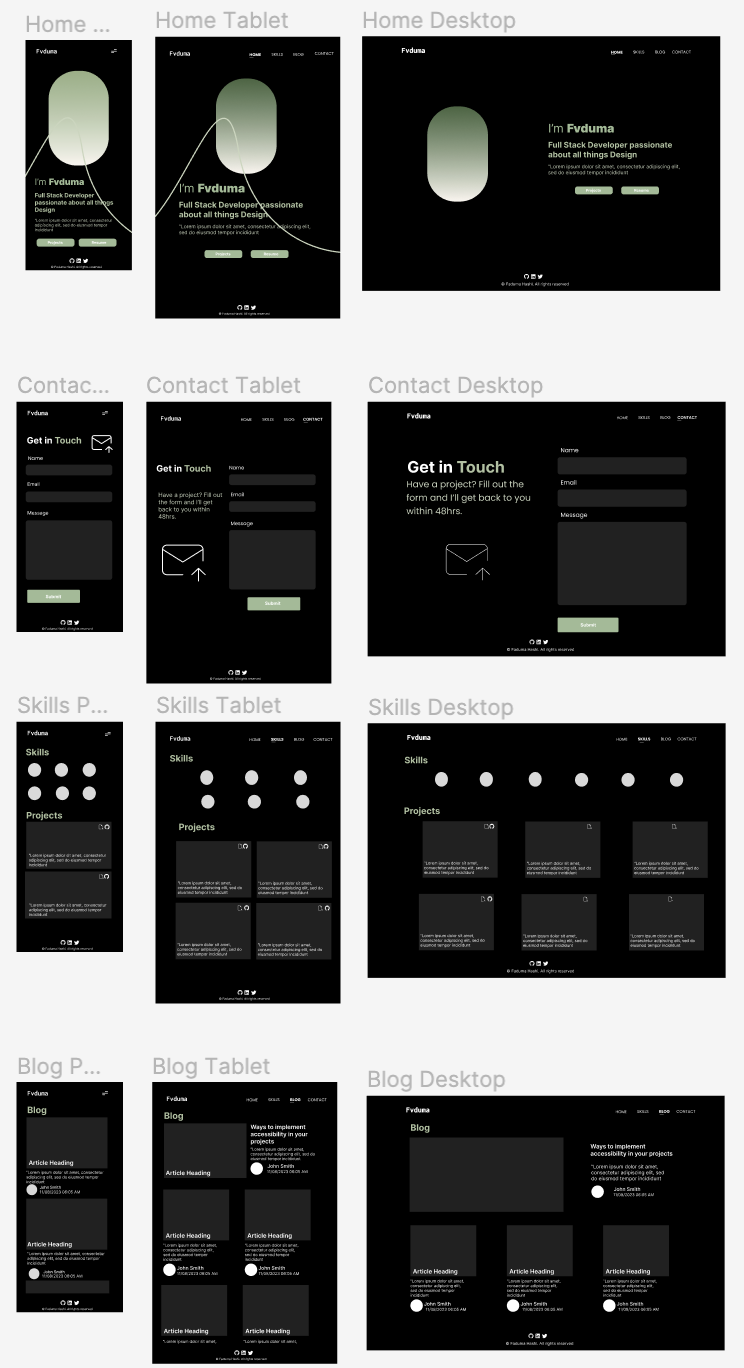 Home ...
Home Tablet
Home Desktop
Fvduma
I'm Fvduma
Full Stack Developer
passionate about all things
Design
"Lorem ipsum dolor sit amet, consectetur
adipiscing elit, sed do eiusmod tempor
incididunt
Projects
Resume
© Faduma Hashi. All rights reserved
Fvduma
HOME
SKILLS
BLOG
CONTACT
I'm Fvduma
Full Stack Developer passionate
about all things Design
"Lorem ipsum dolor sit amet, consectetur adipiscing elit,
sed do eiusmod tempor incididunt
Projects
Resume
© Faduma Hashi. All rights reserved
Fvduma
HOME
SKILLS
BLOG
CONTACT
I'm Fvduma
Full Stack Developer passionate
about all things Design
"Lorem ipsum dolor sit amet, consectetur adipiscing elit,
sed do eiusmod tempor incididunt
Projects
Resume
© Faduma Hashi. All rights reserved
Contac...
Contact Tablet
Contact Desktop
Fvduma
Get in Touch
Name
Email
Message
Submit
© Faduma Hashi. All rights reserved
Fvduma
HOME
SKILLS
BLOG
CONTACT
Get in Touch
Have a project? Fill out
the form and I'll get
back to you within
48hrs.
Name
Email
Message
Submit
© Faduma Hashi. All rights reserved
Fvduma
HOME
SKILLS
BLOG
CONTACT
Get in Touch
Have a project? Fill out the
form and I'll get back to you
within 48hrs.
Name
Email
Message
Submit
© Faduma Hashi. All rights reserved
Skills P...
Skills Tablet
Skills Desktop
Fvduma
Skills
Projects
"Lorem ipsum dolor sit amet, consectetur
adipiscing elit, sed do eiusmod tempor
incididunt
"Lorem ipsum dolor sit amet, consectetur
adipiscing elit, sed do eiusmod tempor
incididunt
© Faduma Hashi. All rights reserved
Fvduma
HOME
SKILLS
BLOG
CONTACT
Skills
Projects
"Lorem ipsum dolor sit amet,
consectetur adipiscing elit, sed do
eiusmod tempor incididunt
"Lorem ipsum dolor sit amet,
consectetur adipiscing elit, sed do
eiusmod tempor incididunt
"Lorem ipsum dolor sit amet,
consectetur adipiscing elit, sed do
eiusmod tempor incididunt
"Lorem ipsum dolor sit amet,
consectetur adipiscing elit, sed do
eiusmod tempor incididunt
© Faduma Hashi. All rights reserved
Fvduma
HOME
SKILLS
BLOG
CONTACT
Skills
Projects
"Lorem ipsum dolor sit amet,
consectetur adipiscing elit, sed do
eiusmod tempor incididunt
"Lorem ipsum dolor sit amet,
consectetur adipiscing elit, sed do
eiusmod tempor incididunt
"Lorem ipsum dolor sit amet,
consectetur adipiscing elit, sed do
eiusmod tempor incididunt
"Lorem ipsum dolor sit amet,
consectetur adipiscing elit, sed do
eiusmod tempor incididunt
"Lorem ipsum dolor sit amet,
consectetur adipiscing elit, sed do
eiusmod tempor incididunt
"Lorem ipsum dolor sit amet,
consectetur adipiscing elit, sed do
eiusmod tempor incididunt
© Faduma Hashi. All rights reserved
Blog P...
Blog Tablet
Blog Desktop
Fvduma
Blog
Article Heading
"Lorem ipsum dolor sit amet, consectetur
adipiscing elit, sed do eiusmod tempor
incididunt
John Smith
11/08/2023 06:05 AM
Article Heading
"Lorem ipsum dolor sit amet, consectetur
adipiscing elit, sed do eiusmod tempor
incididunt
John Smith
11/08/2023 06:05 AM
© Faduma Hashi. All rights reserved
Fvduma
HOME
SKILLS
BLOG
CONTACT
Blog
Article Heading
Ways to implement
accessibility in your
projects
"Lorem ipsum dolor sit amet,
consectetur adipiscing elit, sed do
eiusmod tempor incididunt
John Smith
11/08/2023 06:05 AM
Article Heading
"Lorem ipsum dolor sit amet,
consectetur adipiscing elit, sed
do eiusmod tempor
incididunt
John Smith
11/08/2023 06:05 AM
Article Heading
"Lorem ipsum dolor sit amet,
consectetur adipiscing elit, sed
do eiusmod tempor
incididunt
John Smith
11/08/2023 06:05 AM
Article Heading
"Lorem ipsum dolor sit amet,
Article Heading
"Lorem ipsum dolor sit amet,
© Faduma Hashi. All rights reserved
Fvduma
HOME
SKILLS
BLOG
CONTACT
Blog
Ways to implement
accessibility in your projects
"Lorem ipsum dolor sit amet,
consectetur adipiscing elit, sed do
eiusmod tempor incididunt
John Smith
11/08/2023 06:05 AM
Article Heading
"Lorem ipsum dolor sit amet,
consectetur adipiscing elit, sed
do eiusmod tempor
incididunt
John Smith
11/08/2023 06:05 AM
Article Heading
"Lorem ipsum dolor sit amet,
consectetur adipiscing elit, sed
do eiusmod tempor
incididunt
John Smith
11/08/2023 06:05 AM
Article Heading
"Lorem ipsum dolor sit amet,
consectetur adipiscing elit, sed
do eiusmod tempor
incididunt
John Smith
11/08/2023 06:05 AM
© Faduma Hashi. All rights reserved